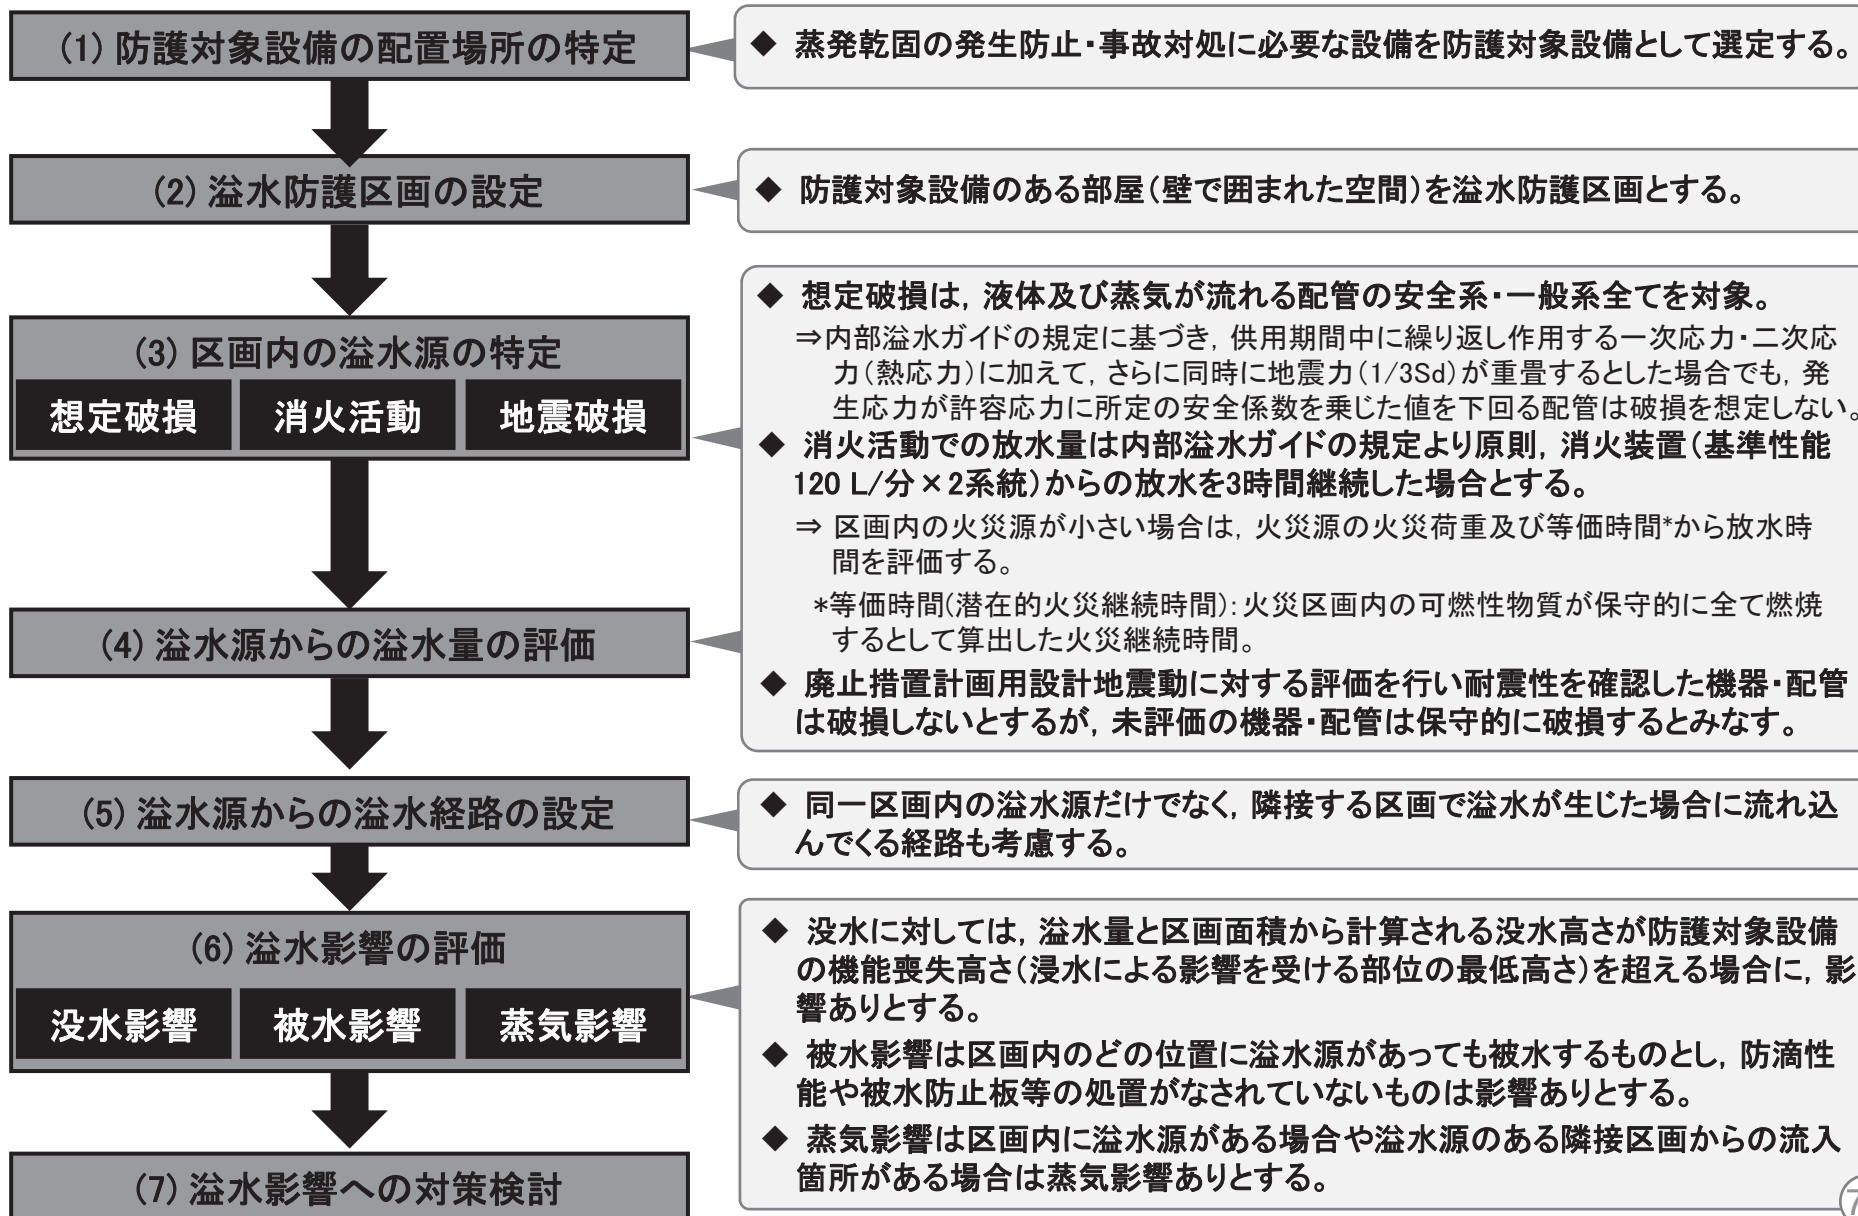 (1) 防護対象設備の配置場所の特定
◆ 蒸発乾固の発生防止・事故対処に必要な設備を防護対象設備として選定する。
(2) 溢水防護区画の設定
◆ 防護対象設備のある部屋(壁で囲まれた空間)を溢水防護区画とする。
(3) 区画内の溢水源の特定
想定破損 消火活動 地震破損
(4) 溢水源からの溢水量の評価
◆ 想定破損は, 液体及び蒸気が流れる配管の安全系・一般系全てを対象。
⇒内部溢水ガイドの規定に基づき, 供用期間中に繰り返し作用する一次応力・二次応
力(熱応力)に加えて, さらに同時に地震力(1/3Sd)が重畳するとした場合でも, 発
生応力が許容応力に所定の安全係数を乗じた値を下回る配管は破損を想定しない。
◆ 消火活動での放水量は内部溢水ガイドの規定より原則, 消火装置(基準性能
120 L/分×2系統)からの放水を3時間継続した場合とする。
⇒ 区画内の火災源が小さい場合は, 火災源の火災荷重及び等価時間*から放水時
間を評価する。
*等価時間(潜在的火災継続時間):火災区画内の可燃性物質が保守的に全て燃焼
するとして算出した火災継続時間。
◆ 廃止措置計画用設計地震動に対する評価を行い耐震性を確認した機器・配管
は破損しないとするが, 未評価の機器・配管は保守的に破損するとみなす。
(5) 溢水源からの溢水経路の設定
◆ 同一区画内の溢水源だけでなく, 隣接する区画で溢水が生じた場合に流れ込
んでくる経路も考慮する。
(6) 溢水影響の評価
没水影響 被水影響 蒸気影響
◆ 没水に対しては, 溢水量と区画面積から計算される没水高さが防護対象設備
の機能喪失高さ(浸水による影響を受ける部位の最低高さ)を超える場合に, 影
響ありとする。
◆ 被水影響は区画内のどの位置に溢水源があっても被水するものとし, 防滴性
能や被水防止板等の処置がなされていないものは影響ありとする。
◆ 蒸気影響は区画内に溢水源がある場合や溢水源のある隣接区画からの流入
箇所がある場合は蒸気影響ありとする。
(7) 溢水影響への対策検討